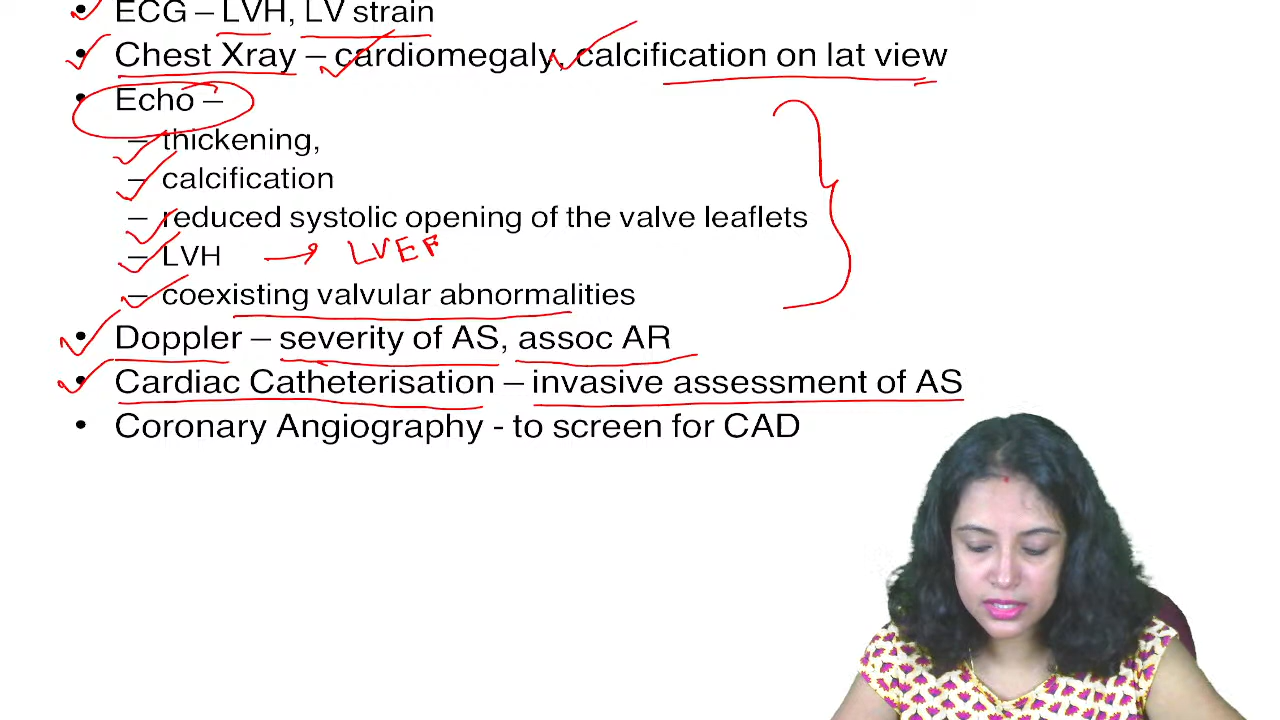 • ECG – LVH, LV strain
• Chest Xray – cardiomegaly, calcification on lat view
• Echo –
– thickening,
– calcification
– reduced systolic opening of the valve leaflets
– LVH → LVEF
– coexisting valvular abnormalities
• Doppler – severity of AS, assoc AR
• Cardiac Catheterisation – invasive assessment of AS
• Coronary Angiography - to screen for CAD